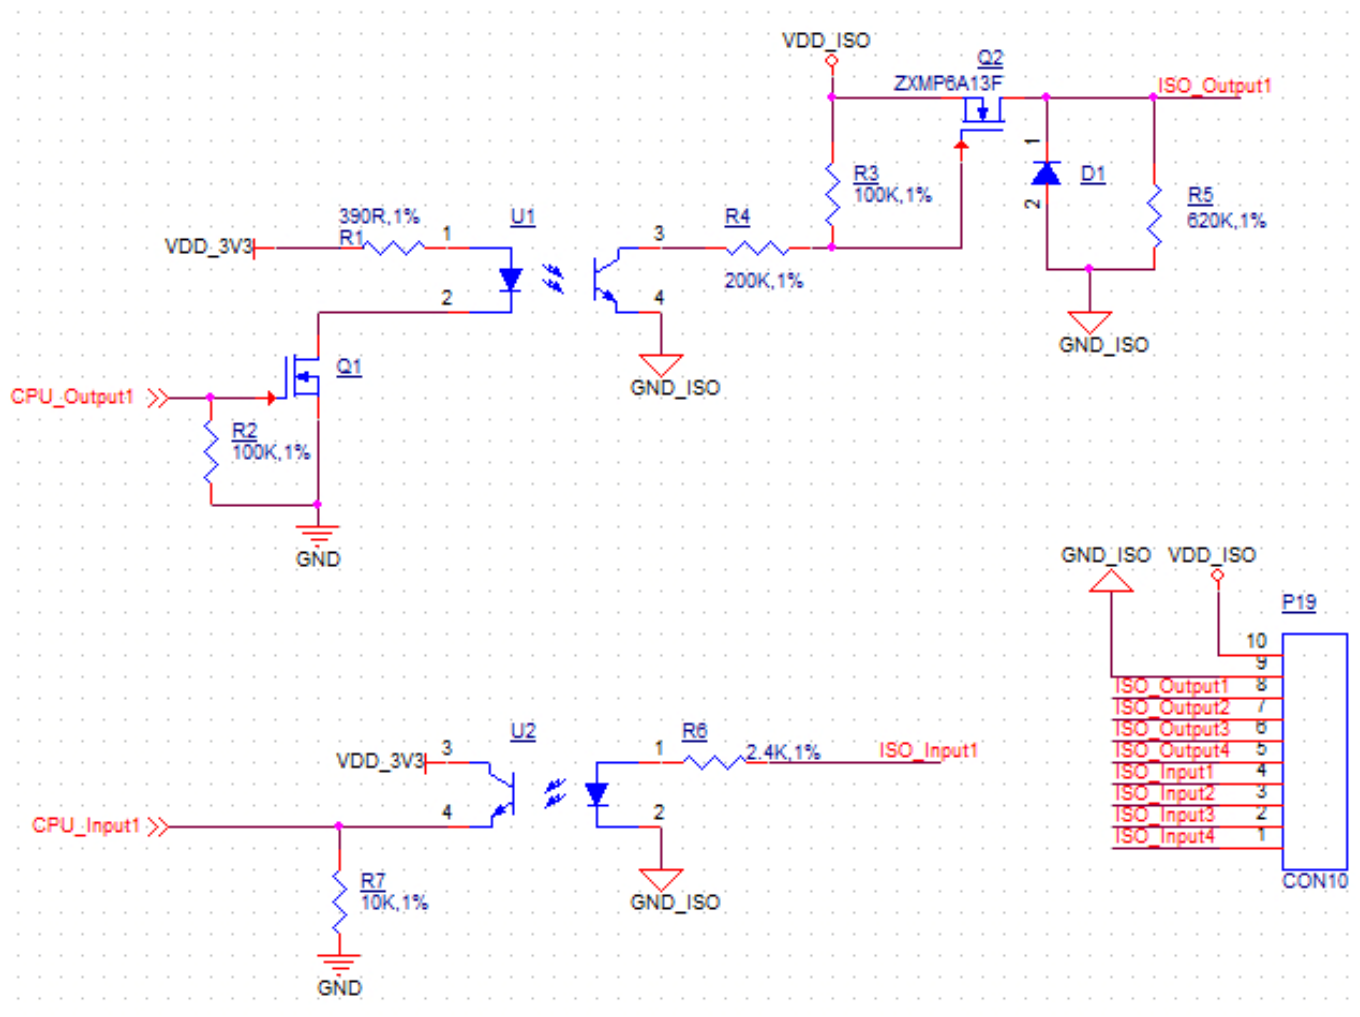 VDD_ISO
Q2
ZXMP6A13F
ISO_Output1
1
D1
2
R3
100K,1%
R5
620K,1%
390R,1%
R1
VDD_3V3
1
U1
3
R4
200K,1%
2
4
GND_ISO
GND_ISO
Q1
CPU_Output1
R2
100K,1%
GND
GND_ISO
VDD_ISO
P19
10
9
ISO_Output1 8
ISO_Output2 7
ISO_Output3 6
ISO_Output4 5
ISO_Input1 4
ISO_Input2 3
ISO_Input3 2
ISO_Input4 1
CON10
VDD_3V3
3
U2
1
R6
2.4K,1%
ISO_Input1
CPU_Input1
4
2
GND_ISO
R7
10K,1%
GND